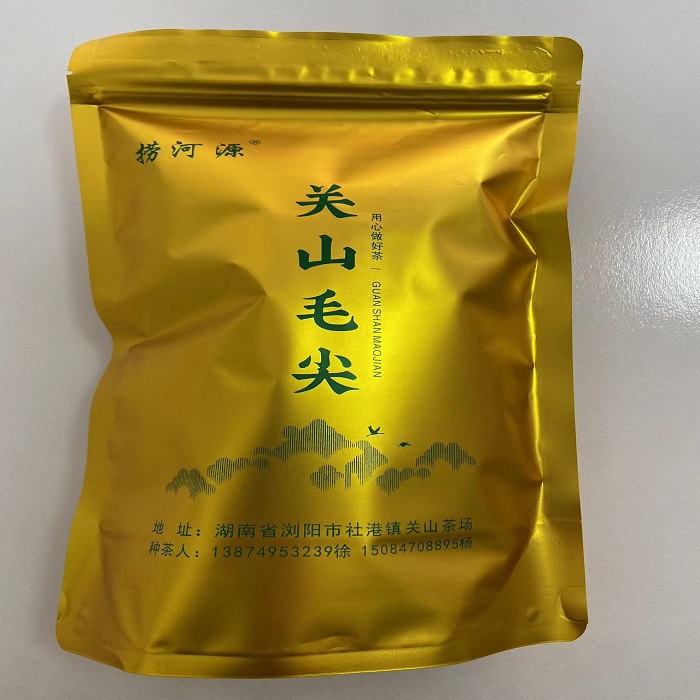 捞河源®
关山毛尖
用心做好茶 | GUAN SHAN MAOJIAN
地 址：湖南省浏阳市社港镇关山茶场
种茶人：13874953239徐 15084708895杨